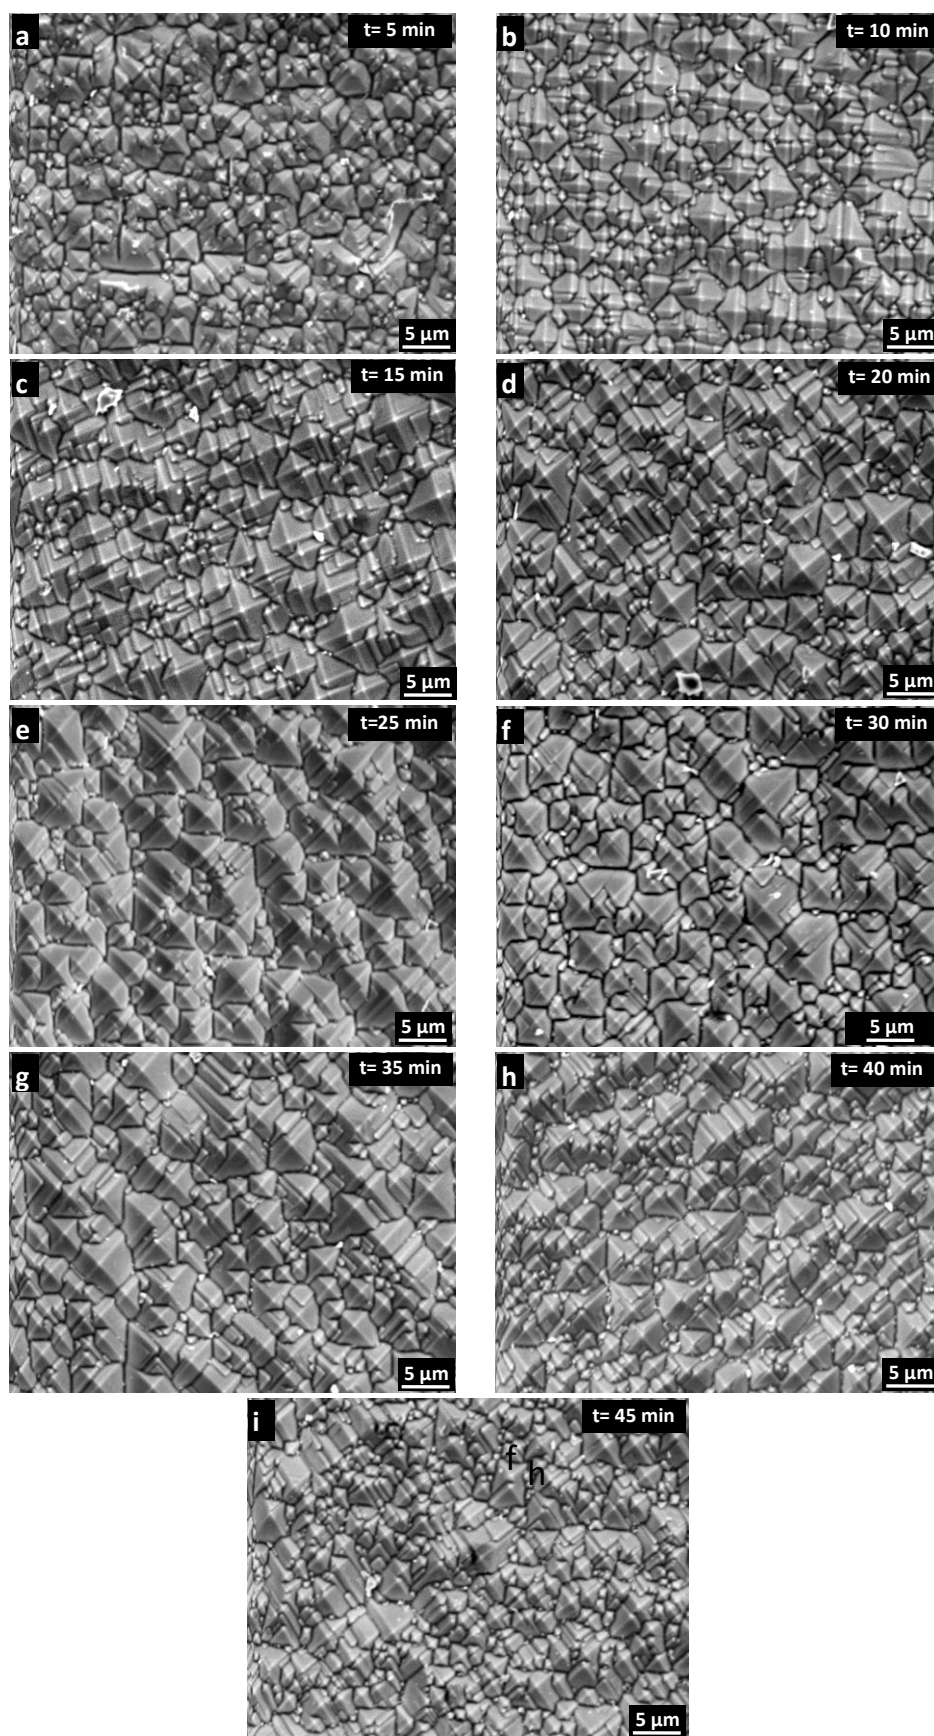 a
t= 5 min
5 µm
b
t= 10 min
5 µm
c
t= 15 min
5 µm
d
t= 20 min
5 µm
e
t=25 min
5 µm
f
t= 30 min
5 µm
g
t= 35 min
5 µm
h
t= 40 min
5 µm
i
t= 45 min
f
h
5 µm